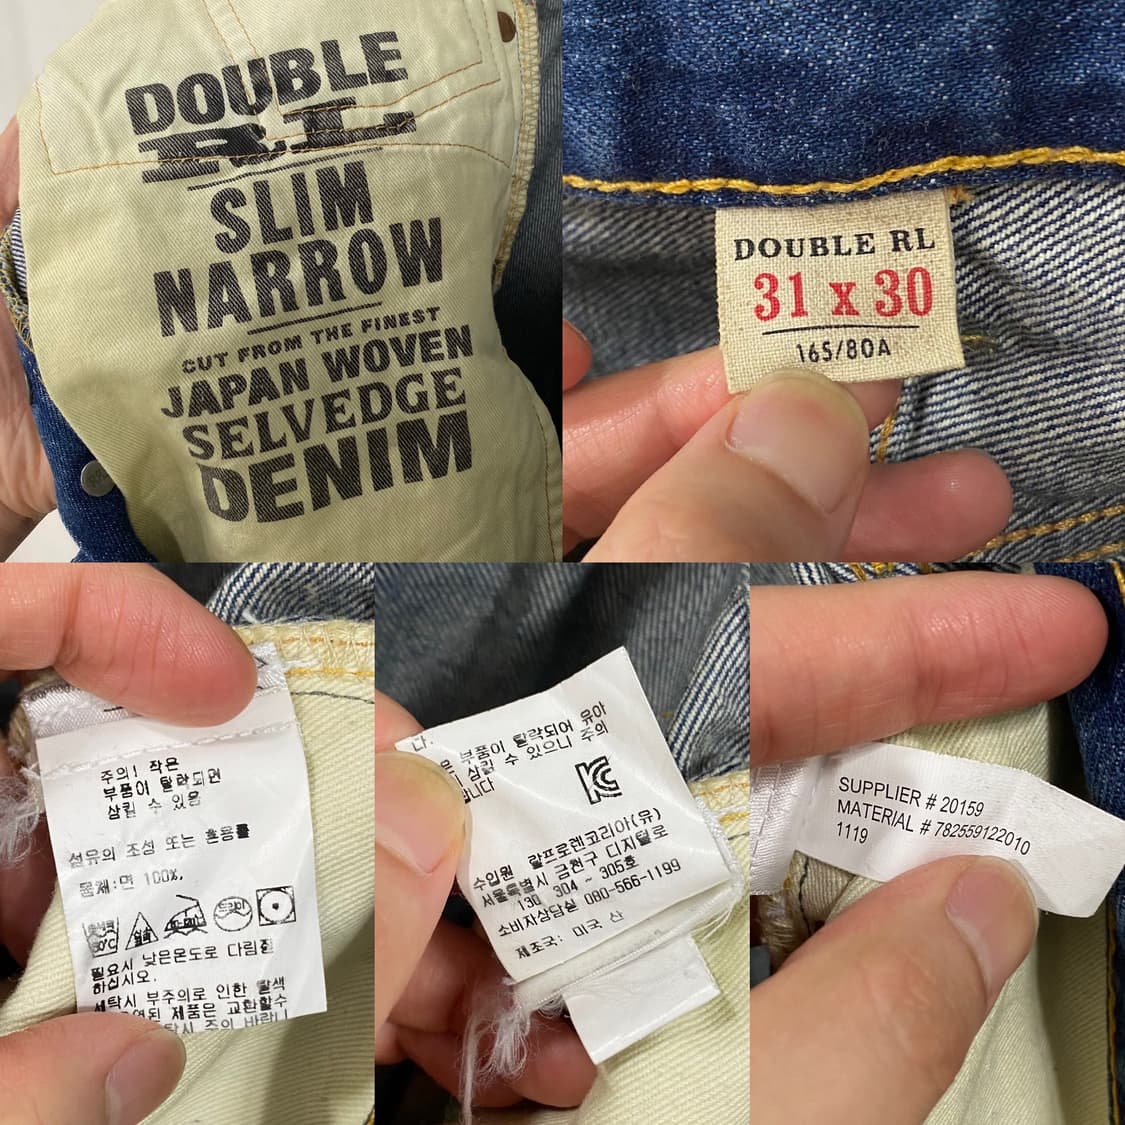 DOUBLE
RL
SLIM
NARROW
CUT FROM THE FINEST
JAPAN WOVEN
SELVEDGE
DENIM
DOUBLE RL
31 x 30
165/80A
주의! 작은
부품이 탈락되면
삼킬 수 있음
섬유의 조성 또는 혼용률
몸체:면 100%,
필요시 낮은온도로 다림질
하십시오.
세탁시 부주의로 인한 탈색
제품은 교환할수
주의 바랍니
다.
부품이 탈락되어 유아
삼킬 수 있으니 주의
수입원 랄프로렌코리아(유)
서울특별시 금천구 디지털로
130 304 ~ 305호
소비자상담실 080-566-1199
제조국: 미국 산
SUPPLIER # 20159
MATERIAL # 782559122010
1119